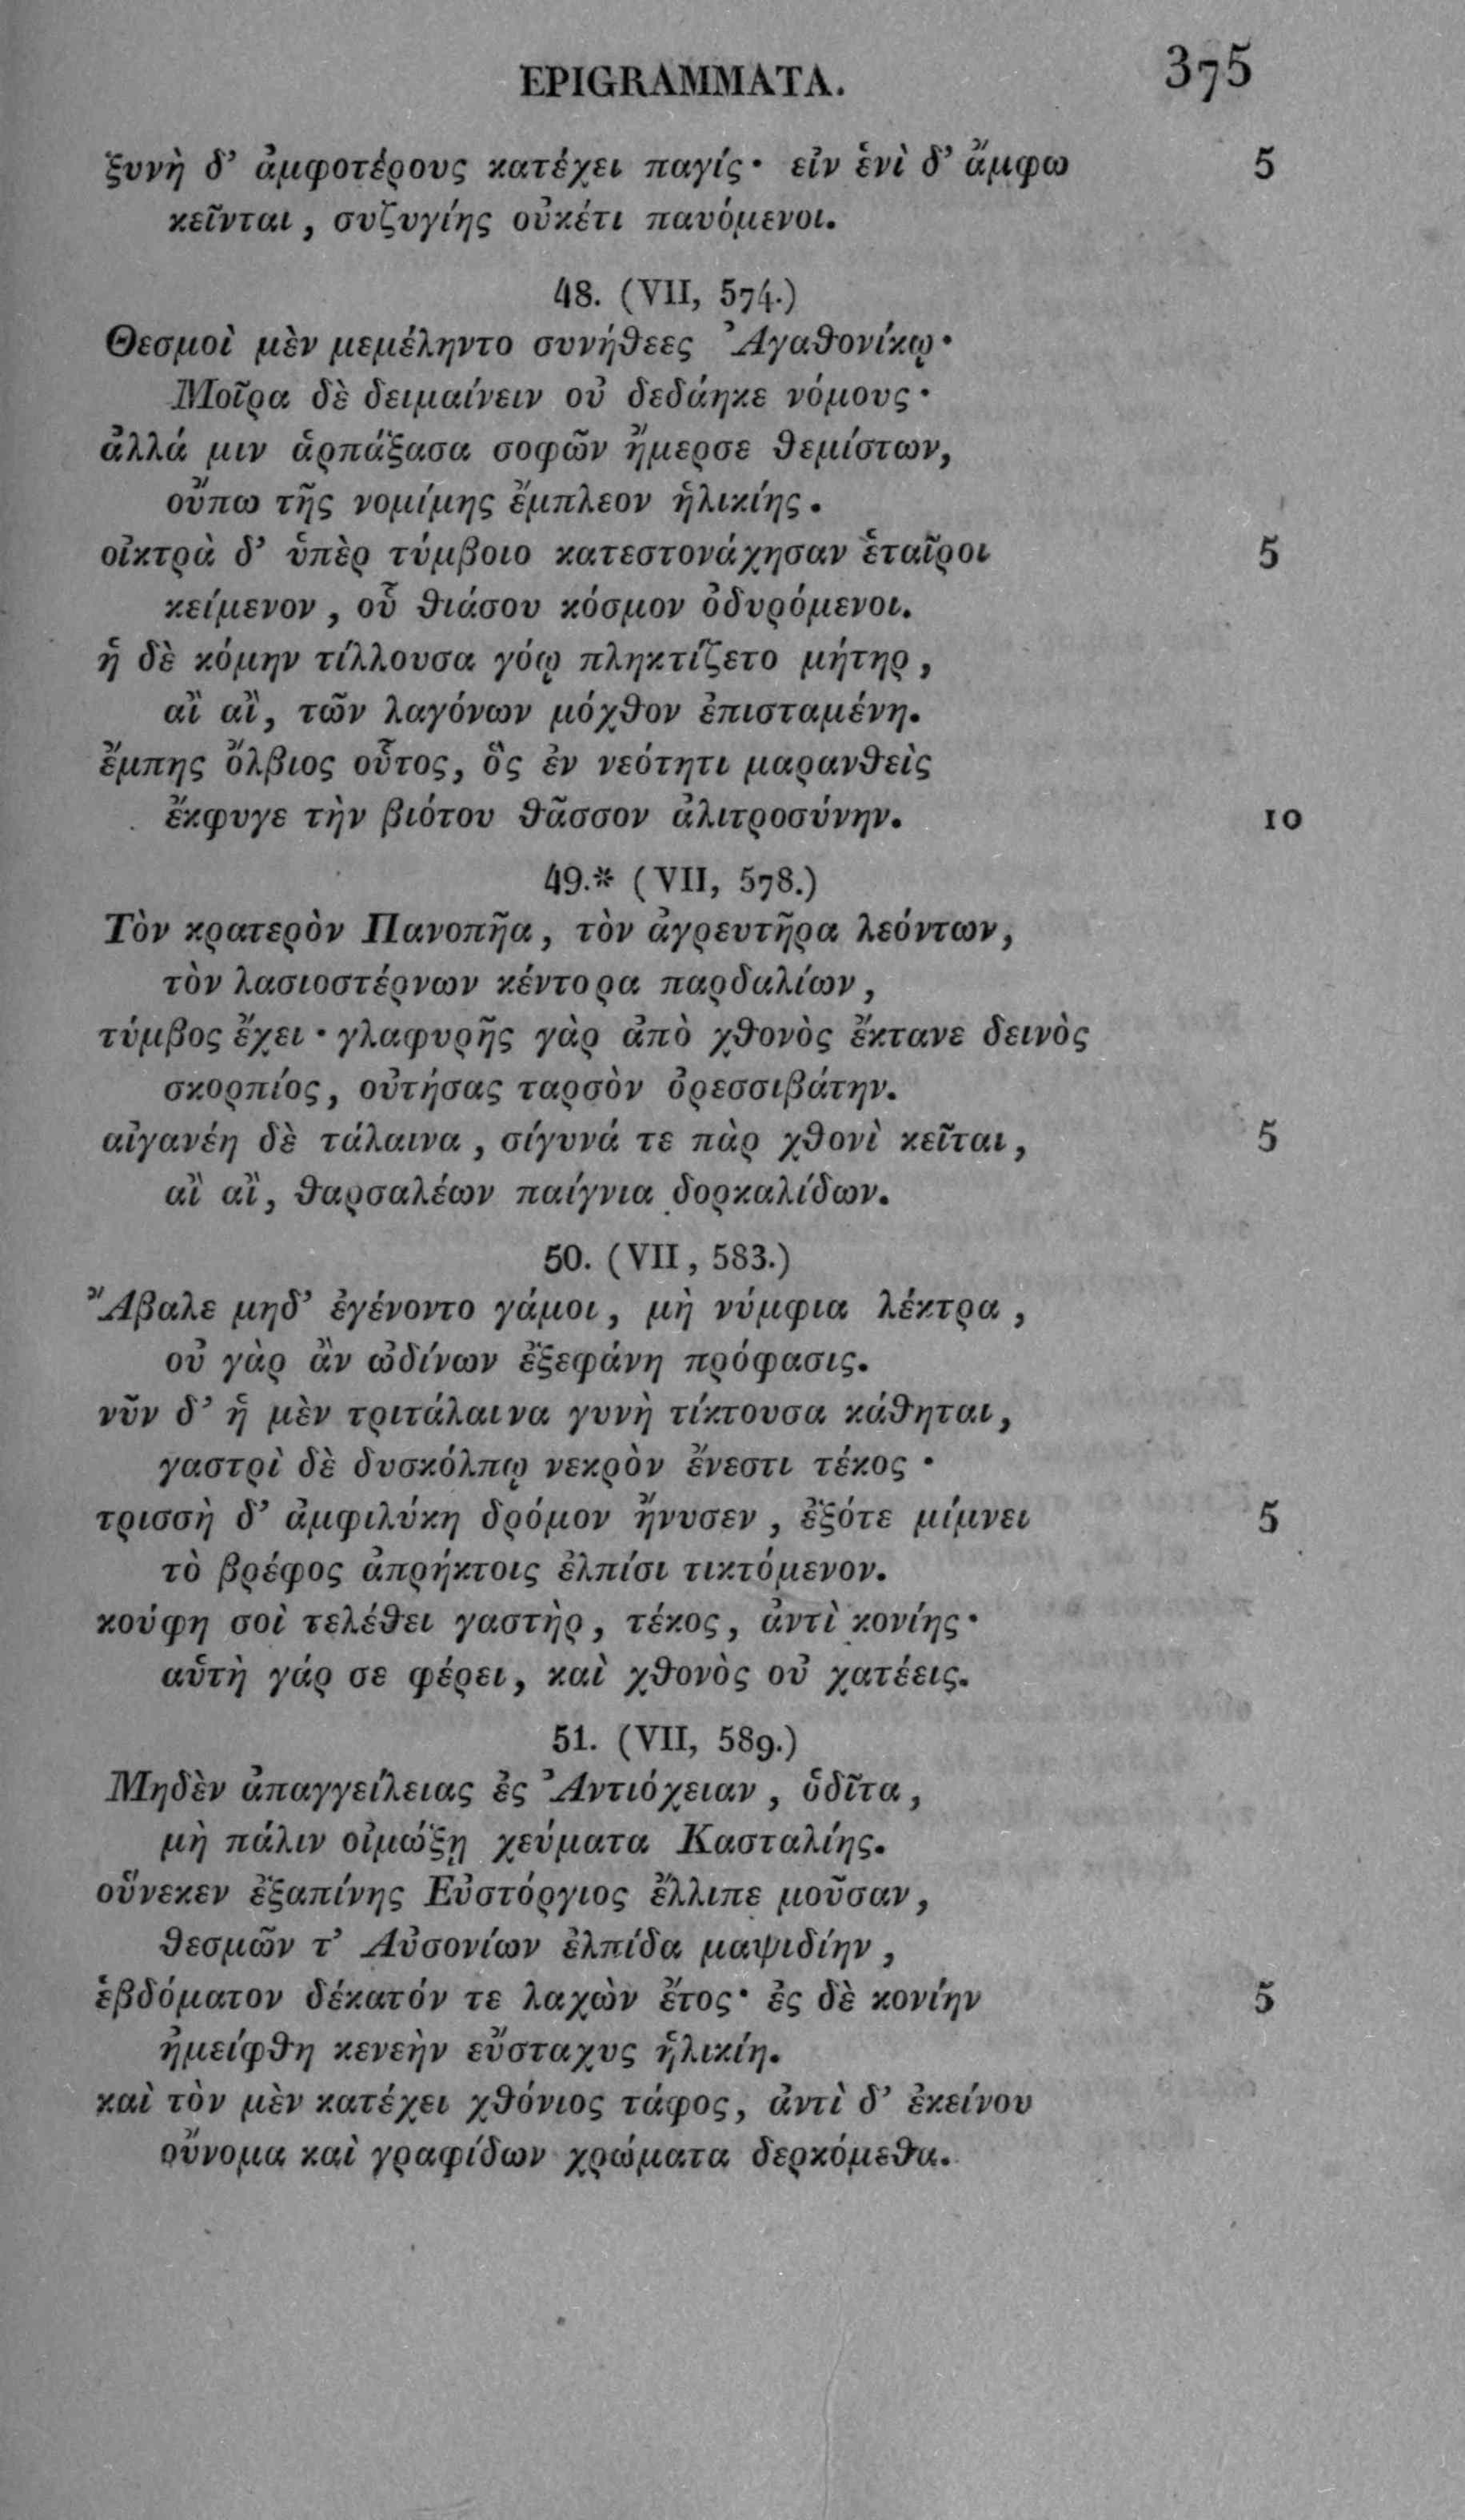 EPIGRAMMATA. 375
ξυνὴ δ’ ἀμφοτέρους κατέχει παγίς· εἰν ἑνὶ δ’ ἄμφω 5
κεῖνται, συζυγίης οὐκέτι παυόμενοι.
48. (VII, 574.)
Θεσμοὶ μὲν μεμέληντο συνήθεες Ἀγαθονίκῳ·
Μοῖρα δὲ δειμαίνειν οὐ δεδάηκε νόμους·
ἀλλά μιν ἁρπάξασα σοφῶν ἤμερσε θεμίστων,
οὔπω τῆς νομίμης ἔμπλεον ἡλικίης.
οἰκτρὰ δ’ ὑπὲρ τύμβοιο κατεστονάχησαν ἑταῖροι 5
κείμενον, οὗ θιάσου κόσμον ὀδυρόμενοι.
ἡ δὲ κόμην τίλλουσα γόῳ πληκτίζετο μήτηρ,
αἲ αἲ, τῶν λαγόνων μόχθον ἐπισταμένη.
ἔμπης ὄλβιος οὗτος, ὃς ἐν νεότητι μαρανθεὶς
ἔκφυγε τὴν βιότου θᾶσσον ἀλιτροσύνην. 10
49.* (VII, 578.)
Τὸν κρατερὸν Πανοπῆα, τὸν ἀγρευτῆρα λεόντων,
τὸν λασιοστέρνων κέντορα παρδαλίων,
τύμβος ἔχει· γλαφυρῆς γὰρ ἀπὸ χθονὸς ἔκτανε δεινὸς
σκορπίος, οὐτήσας ταρσὸν ὀρεσσιβάτην.
αἰγανέη δὲ τάλαινα, σίγυνά τε πὰρ χθονὶ κεῖται, 5
αἲ αἲ, θαρσαλέων παίγνια δορκαλίδων.
50. (VII, 583.)
Ἄβαλε μηδ’ ἐγένοντο γάμοι, μὴ νύμφια λέκτρα,
οὐ γὰρ ἂν ὠδίνων ἐξεφάνη πρόφασις.
νῦν δ’ ἡ μὲν τριτάλαινα γυνὴ τίκτουσα κάθηται,
γαστρὶ δὲ δυσκόλπῳ νεκρὸν ἔνεστι τέκος·
τρισσὴ δ’ ἀμφιλύκη δρόμον ἤνυσεν, ἐξότε μίμνει 5
τὸ βρέφος ἀπρήκτοις ἐλπίσι τικτόμενον.
κούφη σοὶ τελέθει γαστὴρ, τέκος, ἀντὶ κονίης·
αὑτὴ γάρ σε φέρει, καὶ χθονὸς οὐ χατέεις.
51. (VII, 589.)
Μηδὲν ἀπαγγείλειας ἐς Ἀντιόχειαν, ὁδῖτα,
μὴ πάλιν οἰμώξῃ χεύματα Κασταλίης.
οὕνεκεν ἐξαπίνης Εὐστόργιος ἔλλιπε μοῦσαν,
θεσμῶν τ’ Αὐσονίων ἐλπίδα μαψιδίην,
ἑβδόματον δέκατόν τε λαχὼν ἔτος· ἐς δὲ κονίην 5
ἠμείφθη κενεὴν εὔσταχυς ἡλικίη.
καὶ τὸν μὲν κατέχει χθόνιος τάφος, ἀντὶ δ’ ἐκείνου
οὔνομα καὶ γραφίδων χρώματα δερκόμεθα.